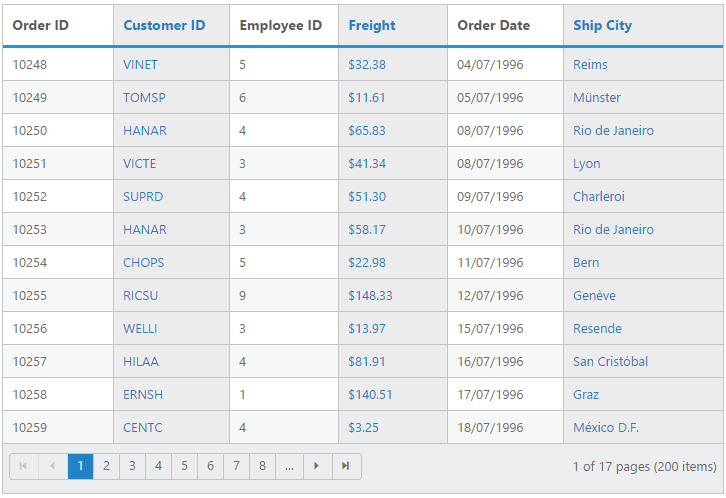 Order ID Customer ID Employee ID Freight Order Date Ship City
10248 VINET 5 $32.38 04/07/1996 Reims
10249 TOMSP 6 $11.61 05/07/1996 Münster
10250 HANAR 4 $65.83 08/07/1996 Rio de Janeiro
10251 VICTE 3 $41.34 08/07/1996 Lyon
10252 SUPRD 4 $51.30 09/07/1996 Charleroi
10253 HANAR 3 $58.17 10/07/1996 Rio de Janeiro
10254 CHOPS 5 $22.98 11/07/1996 Bern
10255 RICSU 9 $148.33 12/07/1996 Genève
10256 WELLI 3 $13.97 15/07/1996 Resende
10257 HILAA 4 $81.91 16/07/1996 San Cristóbal
10258 ERNSH 1 $140.51 17/07/1996 Graz
10259 CENTC 4 $3.25 18/07/1996 México D.F.
1 2 3 4 5 6 7 8 ... 1 of 17 pages (200 items)